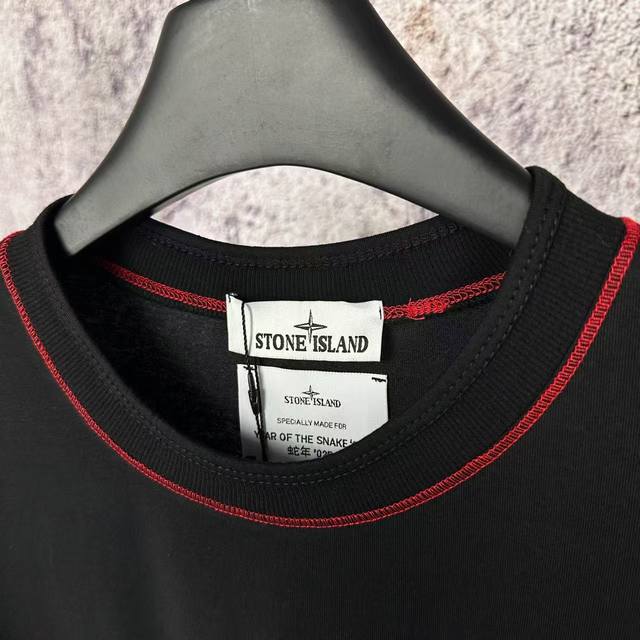 STONE ISLAND
STONE ISLAND
SPECIALLY MADE FOR
YEAR OF THE SNAKE
蛇年